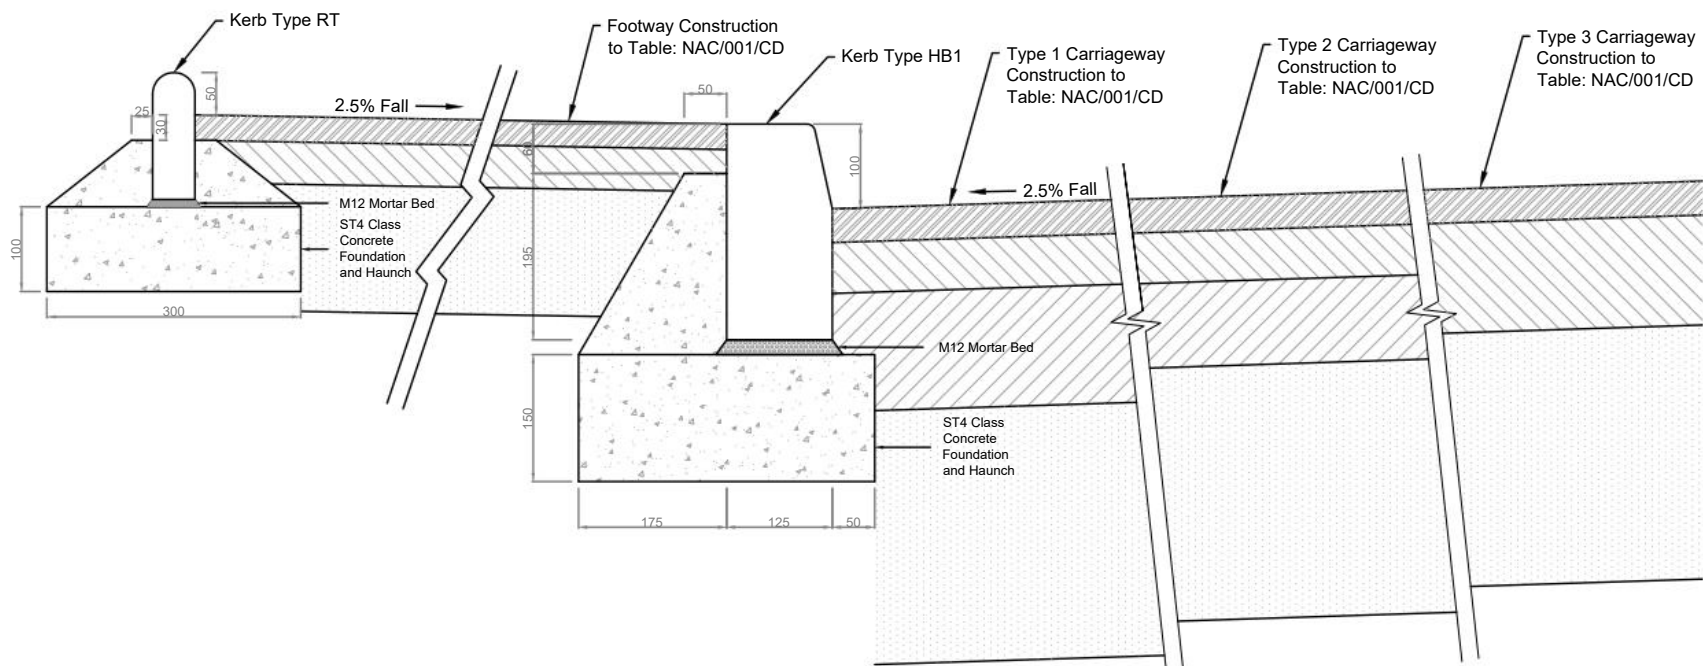 Kerb Type RT
Footway Construction
to Table: NAC/001/CD
Kerb Type HB1
Type 1 Carriageway
Construction to
Table: NAC/001/CD
Type 2 Carriageway
Construction to
Table: NAC/001/CD
Type 3 Carriageway
Construction to
Table: NAC/001/CD
50
25
30
2.5% Fall
50
60
100
2.5% Fall
M12 Mortar Bed
ST4 Class
Concrete
Foundation
and Haunch
100
300
195
M12 Mortar Bed
150
ST4 Class
Concrete
Foundation
and Haunch
175
125
50